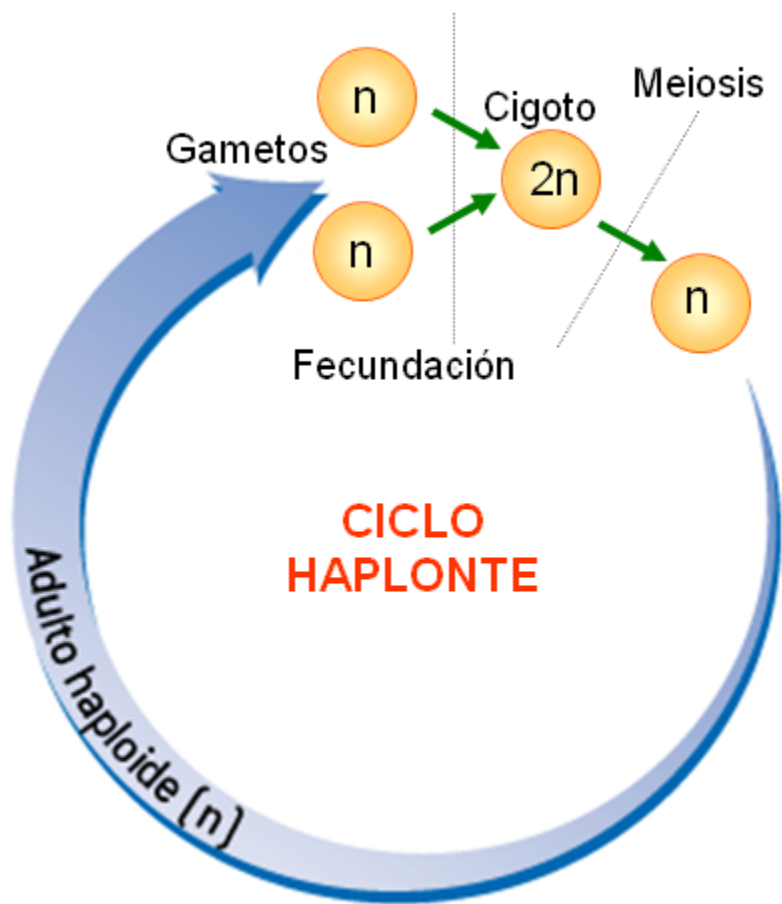 Meiosis
Cigoto
n
Gametos
2n
n
n
Fecundación
CICLO
HAPLONTE
Adulto haploide (n)